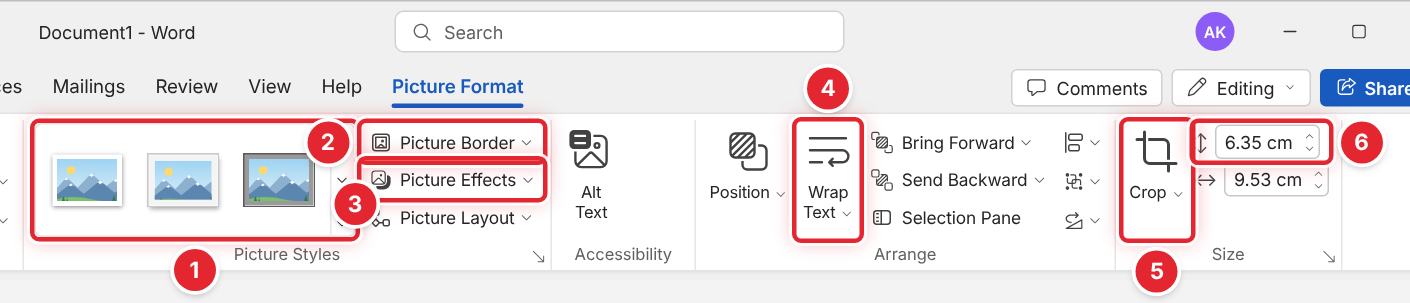 Document1 - Word
Search
AK
ces
Mailings
Review
View
Help
Picture Format
Comments
Editing
Share
4
2
Picture Border
3
Picture Effects
Picture Layout
1
Picture Styles
Alt
Text
Accessibility
Position
Wrap
Text
Bring Forward
Send Backward
Selection Pane
Arrange
Crop
5
6.35 cm
6
9.53 cm
Size